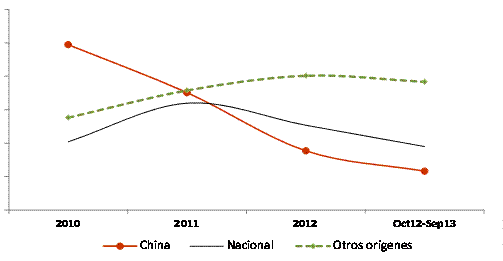 2010 2011 2012 Oct12-Sep13
China Nacional Otros orígenes